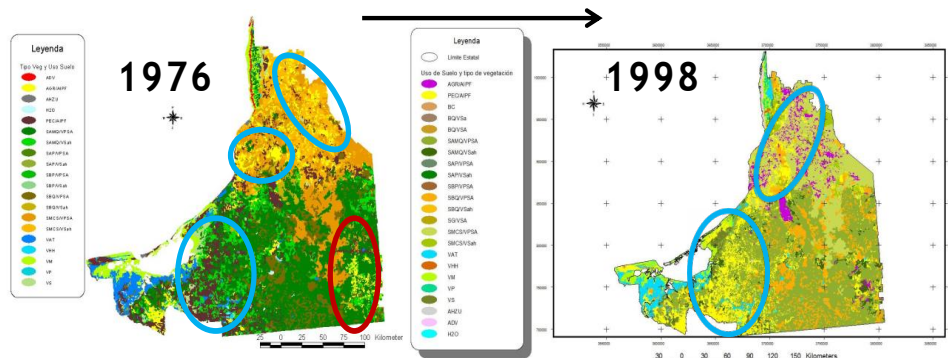 1976
Leyenda
Tipo Veg y Uso Suelo
ADV
AGR/AIPF
AHZU
H2O
PEC/AIPF
SAMQ/VPSA
SAMQ/VSah
SAP/VPSA
SAP/VSah
SBP/VPSA
SBP/VSah
SBQ/VPSA
SBQ/VSah
SMCS/VPSA
SMCS/VSah
VAT
VHH
VM
VP
VS
25 0 25 50 75 100 Kilometer
Leyenda
Límite Estatal
Uso de Suelo y tipo de vegetación
AGR/AIPF
PEC/AIPF
BC
BQ/VSa
BQ/VSA
SAMQ/VPSA
SAMQ/VSah
SAP/VPSA
SAP/VSah
SBP/VPSA
SBQ/VPSA
SBQ/VSah
SG/VSA
SMCS/VPSA
SMCS/VSah
VAT
VHH
VM
VP
VS
AHZU
ADV
H2O
1998
30 0 30 60 90 120 150 Kilometers